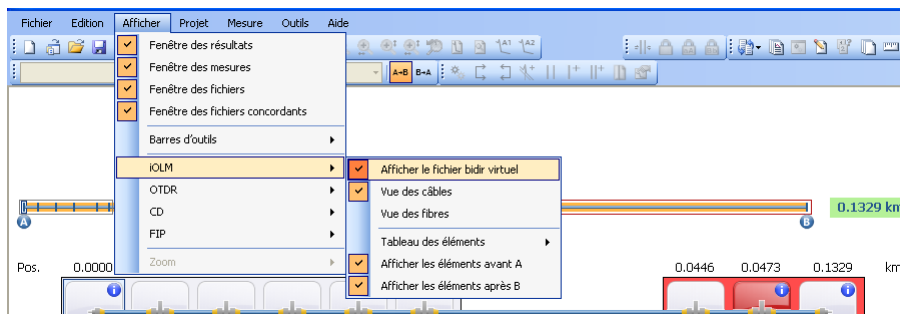 Fichier Edition Afficher Projet Mesure Outils Aide
Fenêtre des résultats
Fenêtre des mesures
A→B B→A
Fenêtre des fichiers
Fenêtre des fichiers concordants
Barres d'outils
iOLM
Afficher le fichier bidir virtuel
OTDR
Vue des câbles
CD
Vue des fibres
0.1329 km
A
B
FIP
Tableau des éléments
Zoom
Afficher les éléments avant A
Pos. 0.0000
0.0446 0.0473 0.1329 km
Afficher les éléments après B